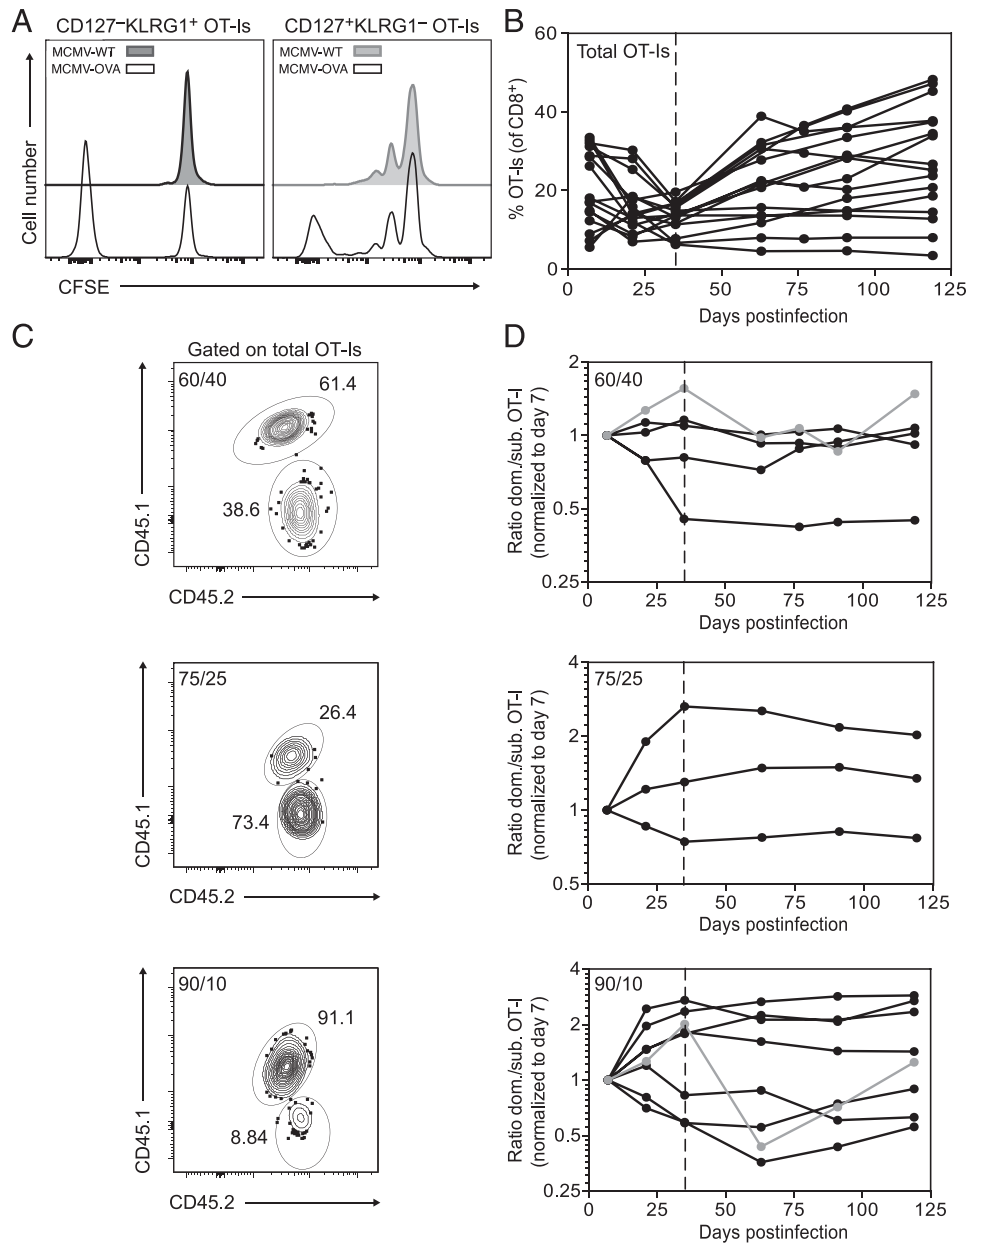 A
CD127⁻KLRG1⁺ OT-Is
CD127⁺KLRG1⁻ OT-Is
MCMV-WT
MCMV-OVA
MCMV-WT
MCMV-OVA
Cell number
CFSE
B
Total OT-Is
% OT-Is (of CD8⁺)
60
40
20
0
0 25 50 75 100 125
Days postinfection
C
Gated on total OT-Is
60/40
61.4
38.6
CD45.1
CD45.2
75/25
26.4
73.4
CD45.1
CD45.2
90/10
91.1
8.84
CD45.1
CD45.2
D
60/40
Ratio dom./sub. OT-I
(normalized to day 7)
2
1
0.5
0.25
0 25 50 75 100 125
Days postinfection
75/25
Ratio dom./sub. OT-I
(normalized to day 7)
4
2
1
0.5
0 25 50 75 100 125
Days postinfection
90/10
Ratio dom./sub. OT-I
(normalized to day 7)
4
2
1
0.5
0.25
0 25 50 75 100 125
Days postinfection